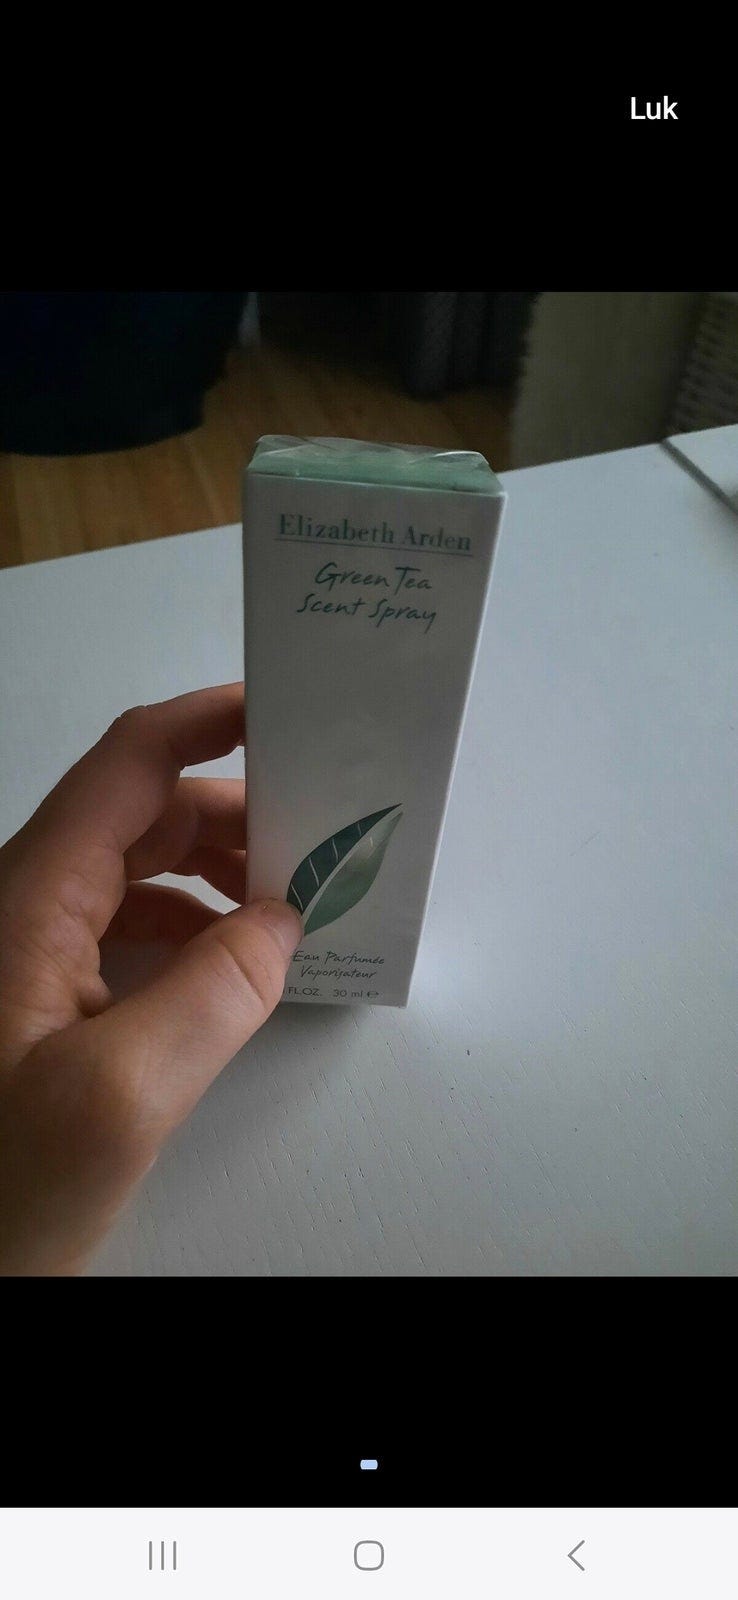 Luk
Elizabeth Arden
Green Tea
Scent Spray
Eau Parfumée
Vaporisateur
FL.OZ. 30 ml ℮